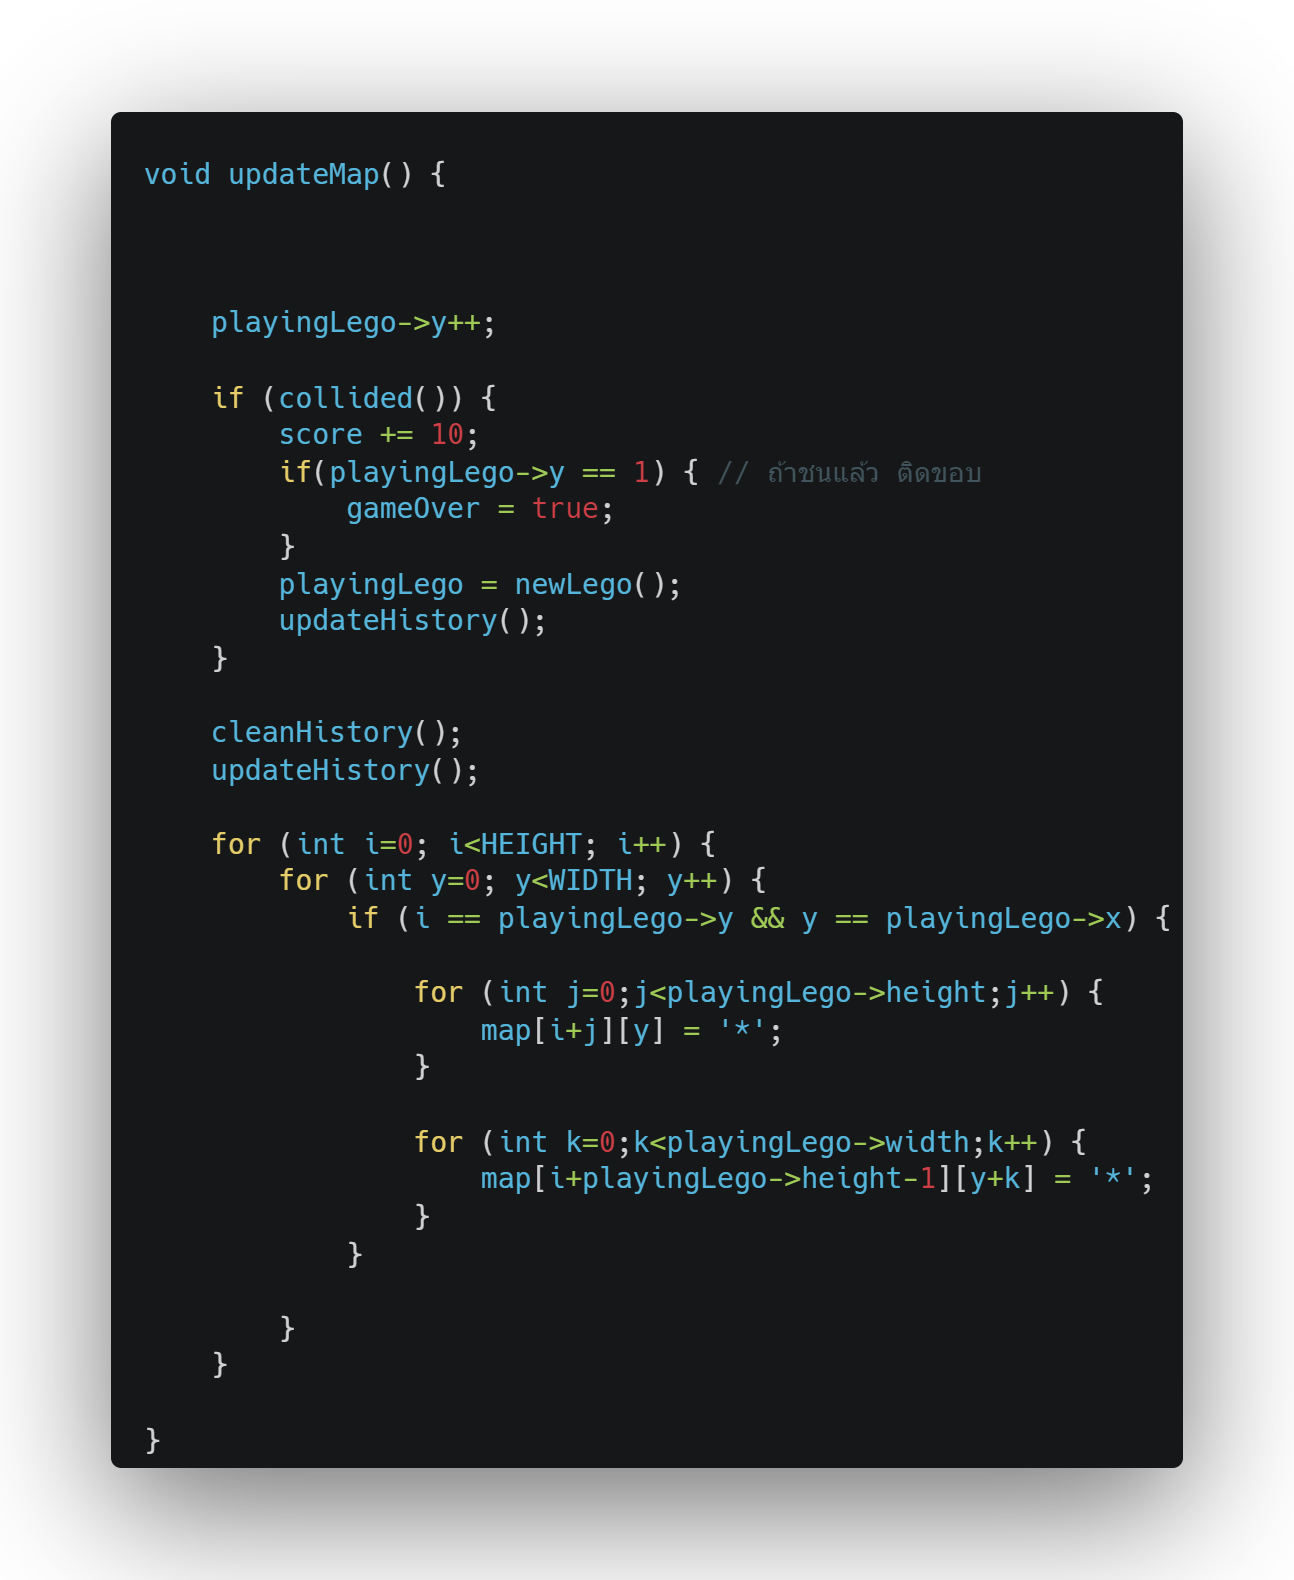 void updateMap() {
    playingLego->y++;
    if (collided()) {
        score += 10;
        if(playingLego->y == 1) { // ถ้าชนแล้ว ติดขอบ
            gameOver = true;
        }
        playingLego = newLego();
        updateHistory();
    }
    cleanHistory();
    updateHistory();
    for (int i=0; i<HEIGHT; i++) {
        for (int y=0; y<WIDTH; y++) {
            if (i == playingLego->y && y == playingLego->x) {
                for (int j=0;j<playingLego->height;j++) {
                    map[i+j][y] = '*';
                }
                for (int k=0;k<playingLego->width;k++) {
                    map[i+playingLego->height-1][y+k] = '*';
                }
            }
        }
    }
}